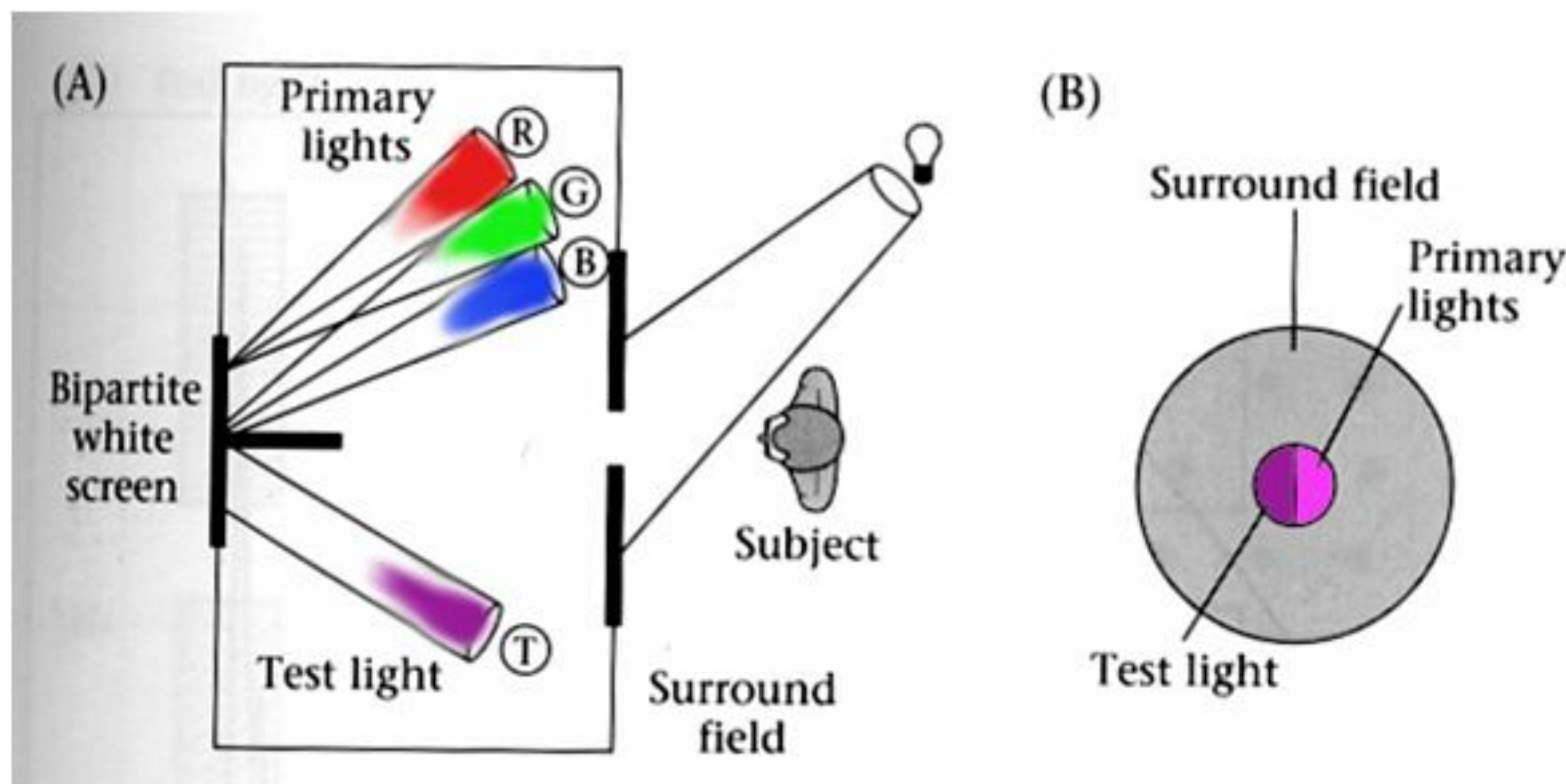 (A)
Primary
lights
R
G
B
Bipartite
white
screen
Subject
Test light
T
Surround
field
(B)
Surround field
Primary
lights
Test light